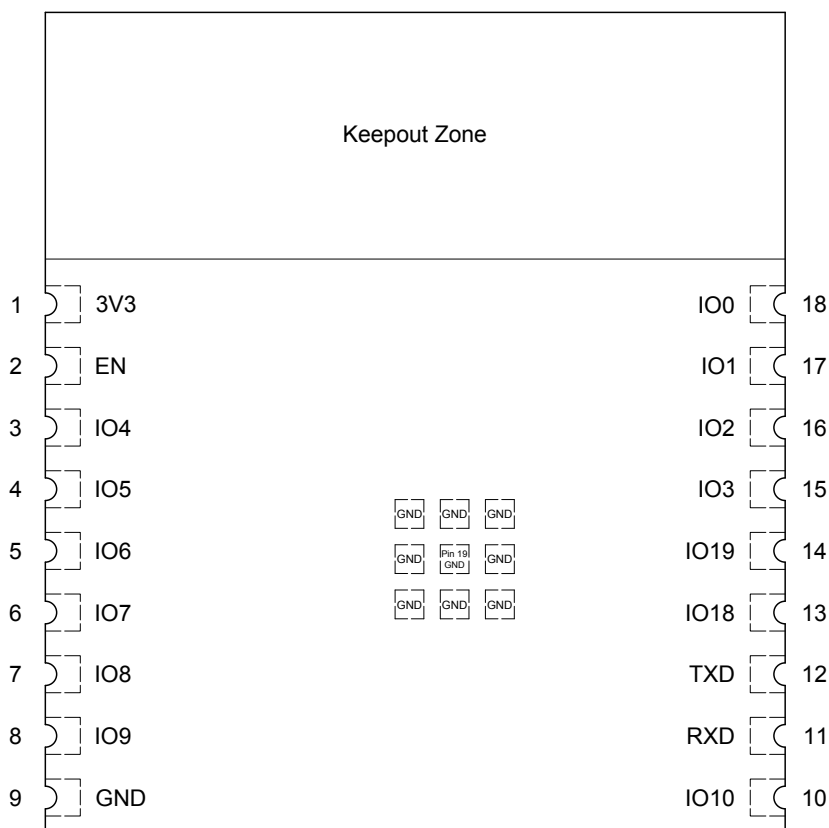 Keepout Zone
1 3V3 IO0 18
2 EN IO1 17
3 IO4 IO2 16
4 IO5 IO3 15
GND GND GND
5 IO6 IO19 14
GND Pin 19 GND GND
6 IO7 IO18 13
GND GND GND
7 IO8 TXD 12
8 IO9 RXD 11
9 GND IO10 10